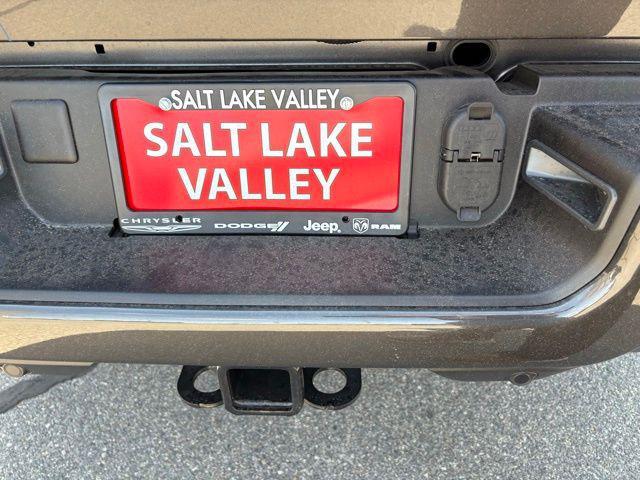 SALT LAKE VALLEY
SALT LAKE
VALLEY
CHRYSLER DODGE Jeep RAM